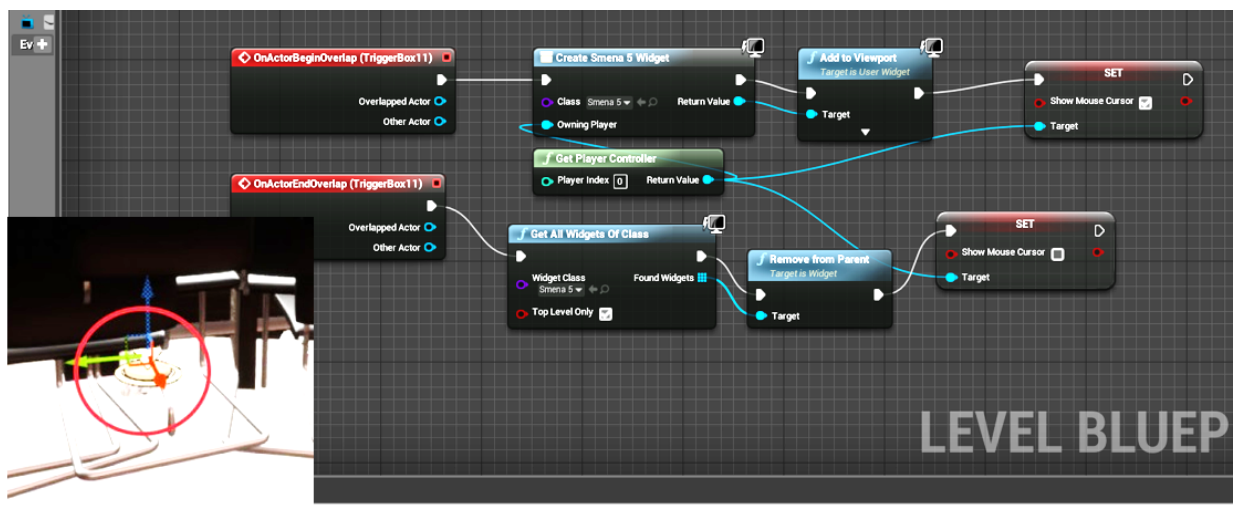 Ev
OnActorBeginOverlap (TriggerBox11)
Overlapped Actor
Other Actor
Create Smena 5 Widget
Class Smena 5 Return Value
Owning Player
Add to Viewport
Target is User Widget
Target
SET
Show Mouse Cursor
Target
Get Player Controller
Player Index 0 Return Value
OnActorEndOverlap (TriggerBox11)
Overlapped Actor
Other Actor
Get All Widgets Of Class
Widget Class Found Widgets
Smena 5
Top Level Only
Remove from Parent
Target is Widget
Target
SET
Show Mouse Cursor
Target
LEVEL BLUEP